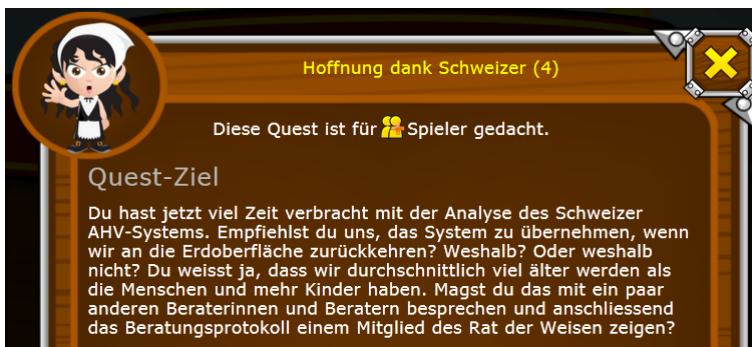 Hoffnung dank Schweizer (4)
Diese Quest ist für Spieler gedacht.
Quest-Ziel
Du hast jetzt viel Zeit verbracht mit der Analyse des Schweizer
AHV-Systems. Empfiehlst du uns, das System zu übernehmen, wenn
wir an die Erdoberfläche zurückkehren? Weshalb? Oder weshalb
nicht? Du weisst ja, dass wir durchschnittlich viel älter werden als
die Menschen und mehr Kinder haben. Magst du das mit ein paar
anderen Beraterinnen und Beratern besprechen und anschliessend
das Beratungsprotokoll einem Mitglied des Rat der Weisen zeigen?